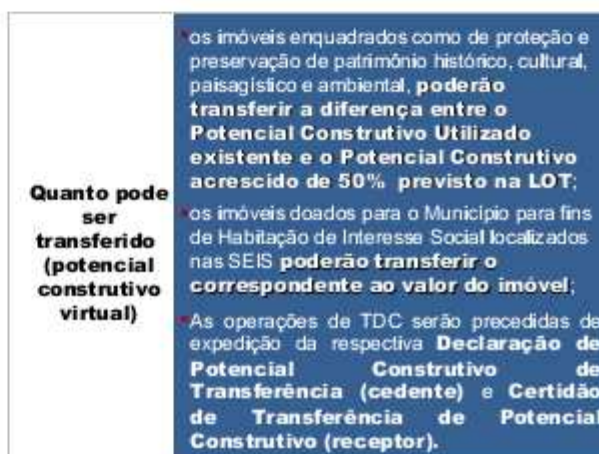 Quanto pode
ser
transferido
(potencial
construtivo
virtual)
os imóveis enquadrados como de proteção e
preservação de patrimônio histórico, cultural,
paisagístico e ambiental, poderão
transferir a diferença entre o
Potencial Construtivo Utilizado
existente e o Potencial Construtivo
acrescido de 50% previsto na LOT;
os imóveis doados para o Município para fins
de Habitação de Interesse Social localizados
nas SEIS poderão transferir o
correspondente ao valor do imóvel;
As operações de TDC serão precedidas de
expedição da respectiva Declaração de
Potencial Construtivo de
Transferência (cedente) e Certidão
de Transferência de Potencial
Construtivo (receptor).